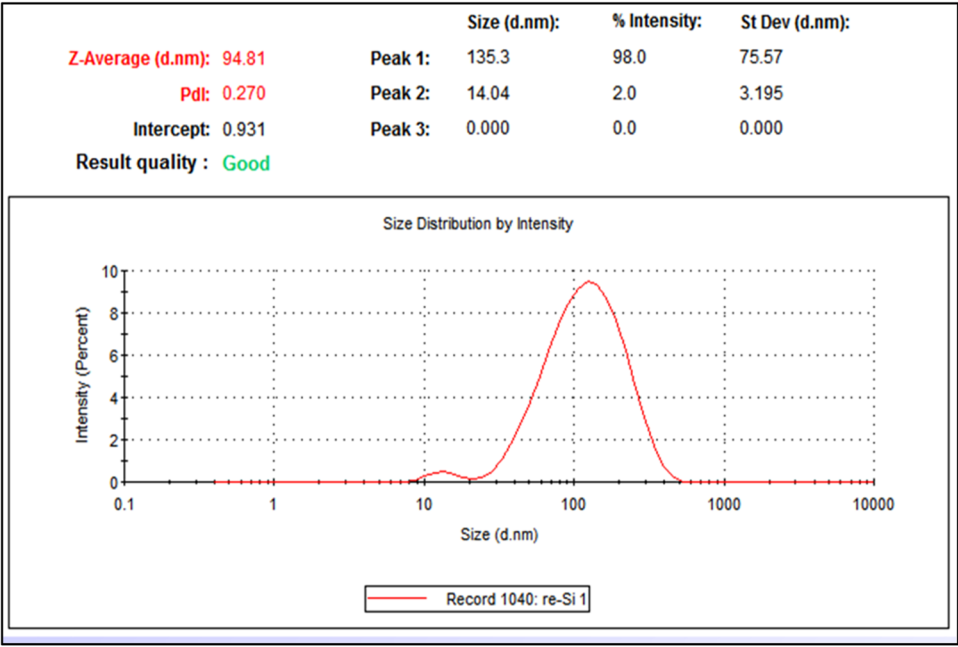 Size (d.nm): % Intensity: St Dev (d.nm):
Z-Average (d.nm): 94.81 Peak 1: 135.3 98.0 75.57
PdI: 0.270 Peak 2: 14.04 2.0 3.195
Intercept: 0.931 Peak 3: 0.000 0.0 0.000
Result quality : Good
Size Distribution by Intensity
Intensity (Percent)
10
8
6
4
2
0
0.1 1 10 100 1000 10000
Size (d.nm)
Record 1040: re-Si 1